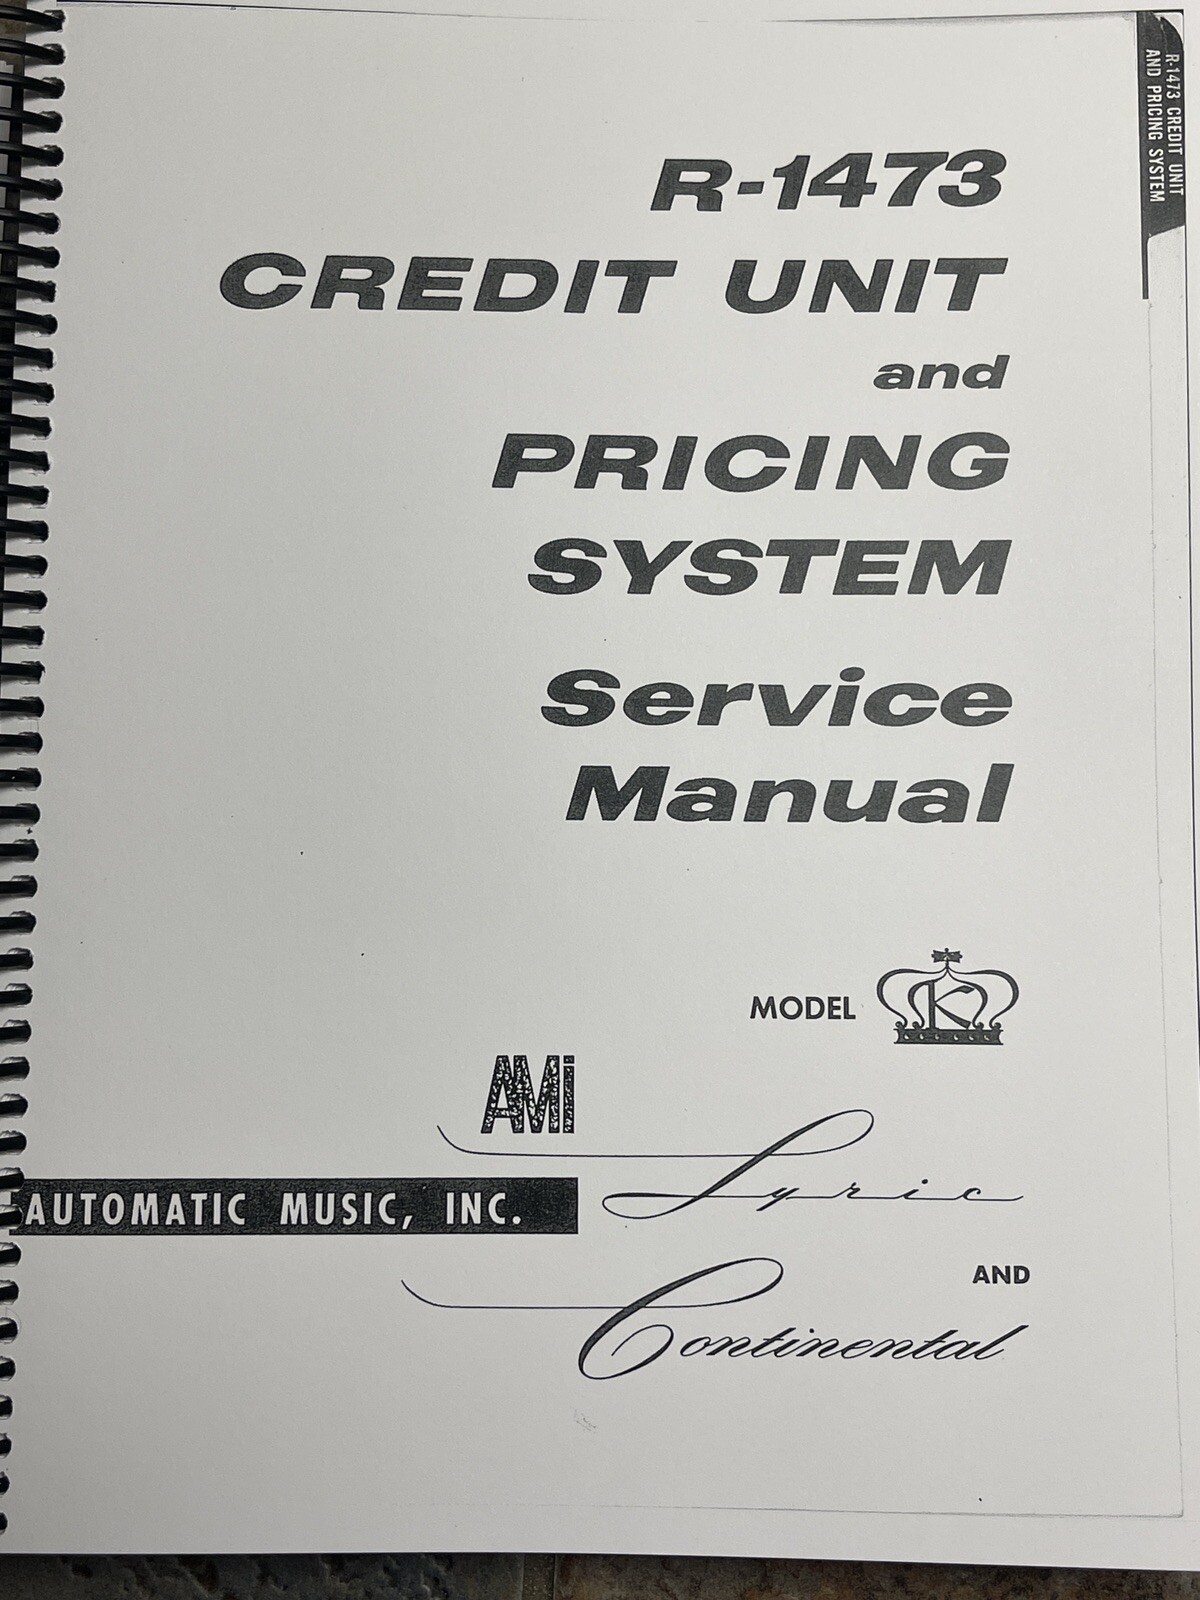 R-1473 CREDIT UNIT
AND PRICING SYSTEM
R-1473
CREDIT UNIT
and
PRICING
SYSTEM
Service
Manual
MODEL K
AMi
Lyric
AUTOMATIC MUSIC, INC.
AND
Continental